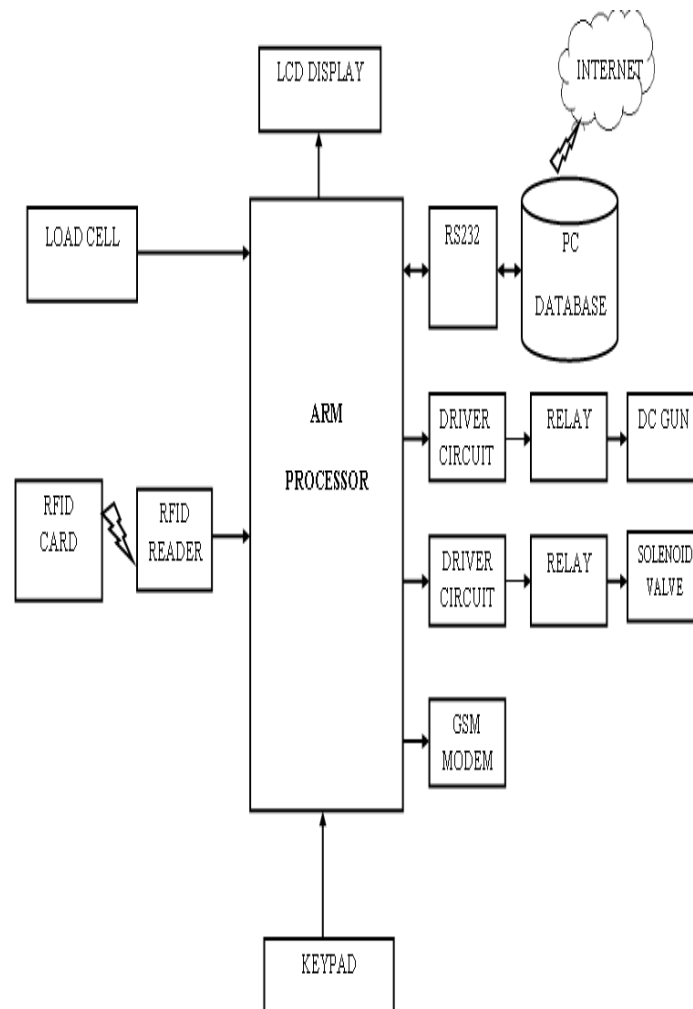 LCD DISPLAY
INTERNET
LOAD CELL
RS232
PC
DATABASE
ARM
PROCESSOR
DRIVER
CIRCUIT
RELAY
DC GUN
RFID
CARD
RFID
READER
DRIVER
CIRCUIT
RELAY
SOLENOID
VALVE
GSM
MODEM
KEYPAD